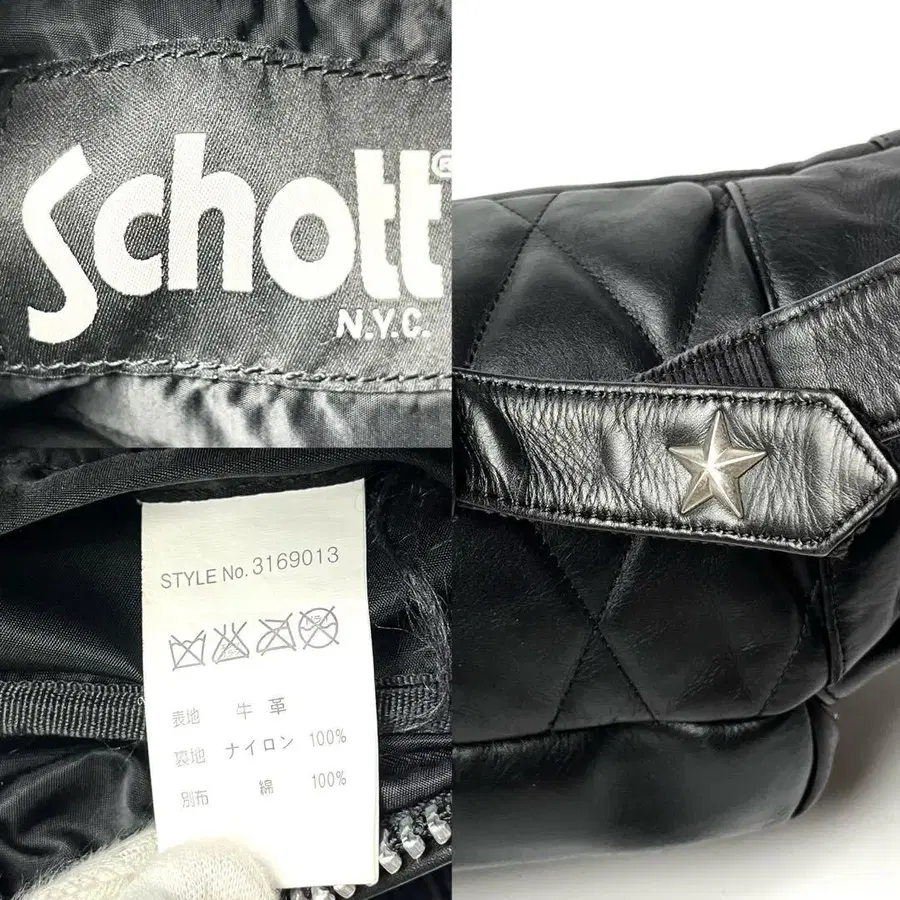 Schott®
N.Y.C.
STYLE No. 3169013
表地 牛革
裏地 ナイロン 100%
別布 綿 100%